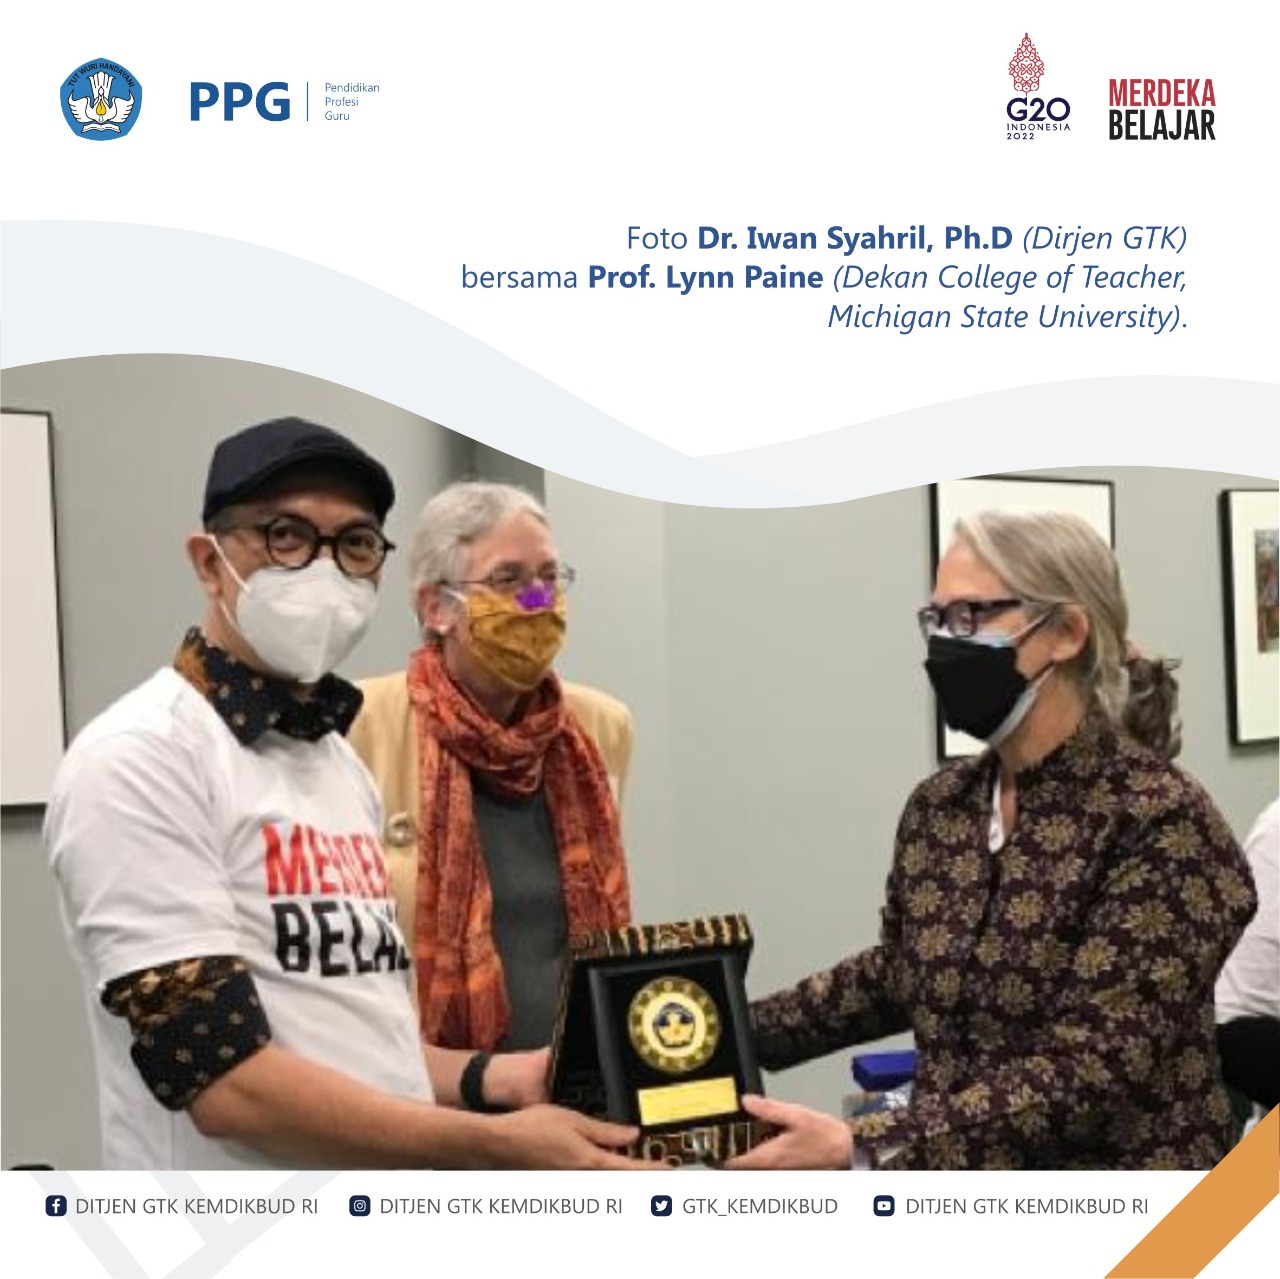 TUT WURI HANDAYANI
PPG
Pendidikan
Profesi
Guru
G20
INDONESIA
2022
MERDEKA
BELAJAR
Foto Dr. Iwan Syahril, Ph.D (Dirjen GTK)
bersama Prof. Lynn Paine (Dekan College of Teacher,
Michigan State University).
MERDEK
BELAJ
DITJEN GTK KEMDIKBUD RI
DITJEN GTK KEMDIKBUD RI
GTK_KEMDIKBUD
DITJEN GTK KEMDIKBUD RI